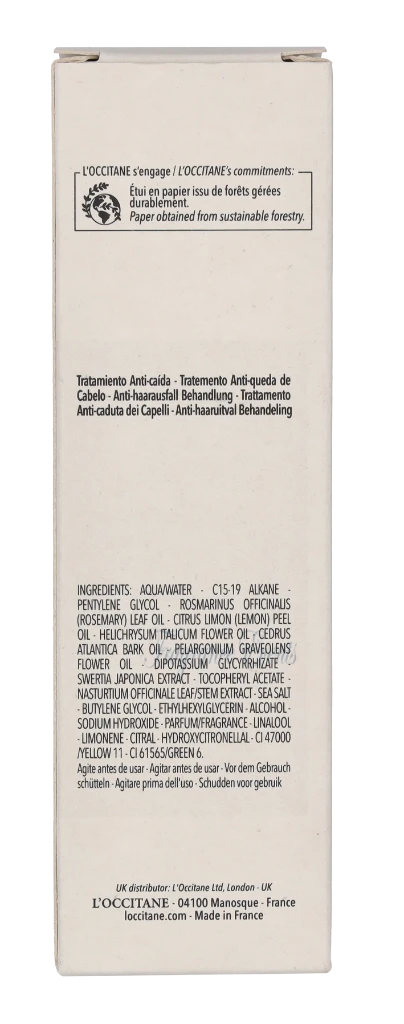 L'OCCITANE s'engage / L'OCCITANE's commitments:
Étui en papier issu de forêts gérées
durablement.
Paper obtained from sustainable forestry.
Tratamiento Anti-caída - Tratemento Anti-queda de
Cabelo - Anti-haarausfall Behandlung - Trattamento
Anti-caduta dei Capelli - Anti-haaruitval Behandeling
INGREDIENTS: AQUA/WATER - C15-19 ALKANE -
PENTYLENE GLYCOL - ROSMARINUS OFFICINALIS
(ROSEMARY) LEAF OIL - CITRUS LIMON (LEMON) PEEL
OIL - HELICHRYSUM ITALICUM FLOWER OIL - CEDRUS
ATLANTICA BARK OIL - PELARGONIUM GRAVEOLENS
FLOWER OIL - DIPOTASSIUM GLYCYRRHIZATE -
SWERTIA JAPONICA EXTRACT - TOCOPHERYL ACETATE -
NASTURTIUM OFFICINALE LEAF/STEM EXTRACT - SEA SALT
- BUTYLENE GLYCOL - ETHYLHEXYLGLYCERIN - ALCOHOL -
SODIUM HYDROXIDE - PARFUM/FRAGRANCE - LINALOOL
- LIMONENE - CITRAL - HYDROXYCITRONELLAL - CI 47000
/YELLOW 11 - CI 61565/GREEN 6.
Agite antes de usar - Agitar antes de usar - Vor dem Gebrauch
schütteln - Agitare prima dell'uso - Schudden voor gebruik
UK distributor: L'Occitane Ltd, London - UK
L'OCCITANE - 04100 Manosque - France
loccitane.com - Made in France